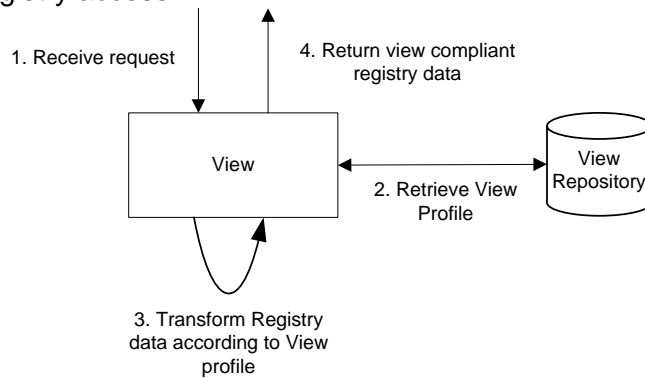 gistry access
1. Receive request
4. Return view compliant
registry data
View
2. Retrieve View
Profile
View
Repository
3. Transform Registry
data according to View
profile